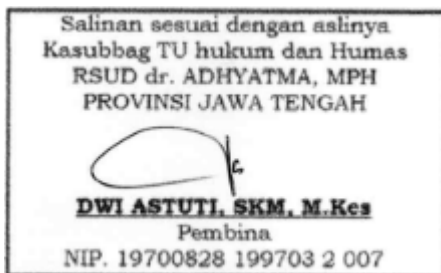 Salinan sesuai dengan aslinya
Kasubbag TU hukum dan Humas
RSUD dr. ADHYATMA, MPH
PROVINSI JAWA TENGAH
DWI ASTUTI, SKM, M.Kes
Pembina
NIP. 19700828 199703 2 007